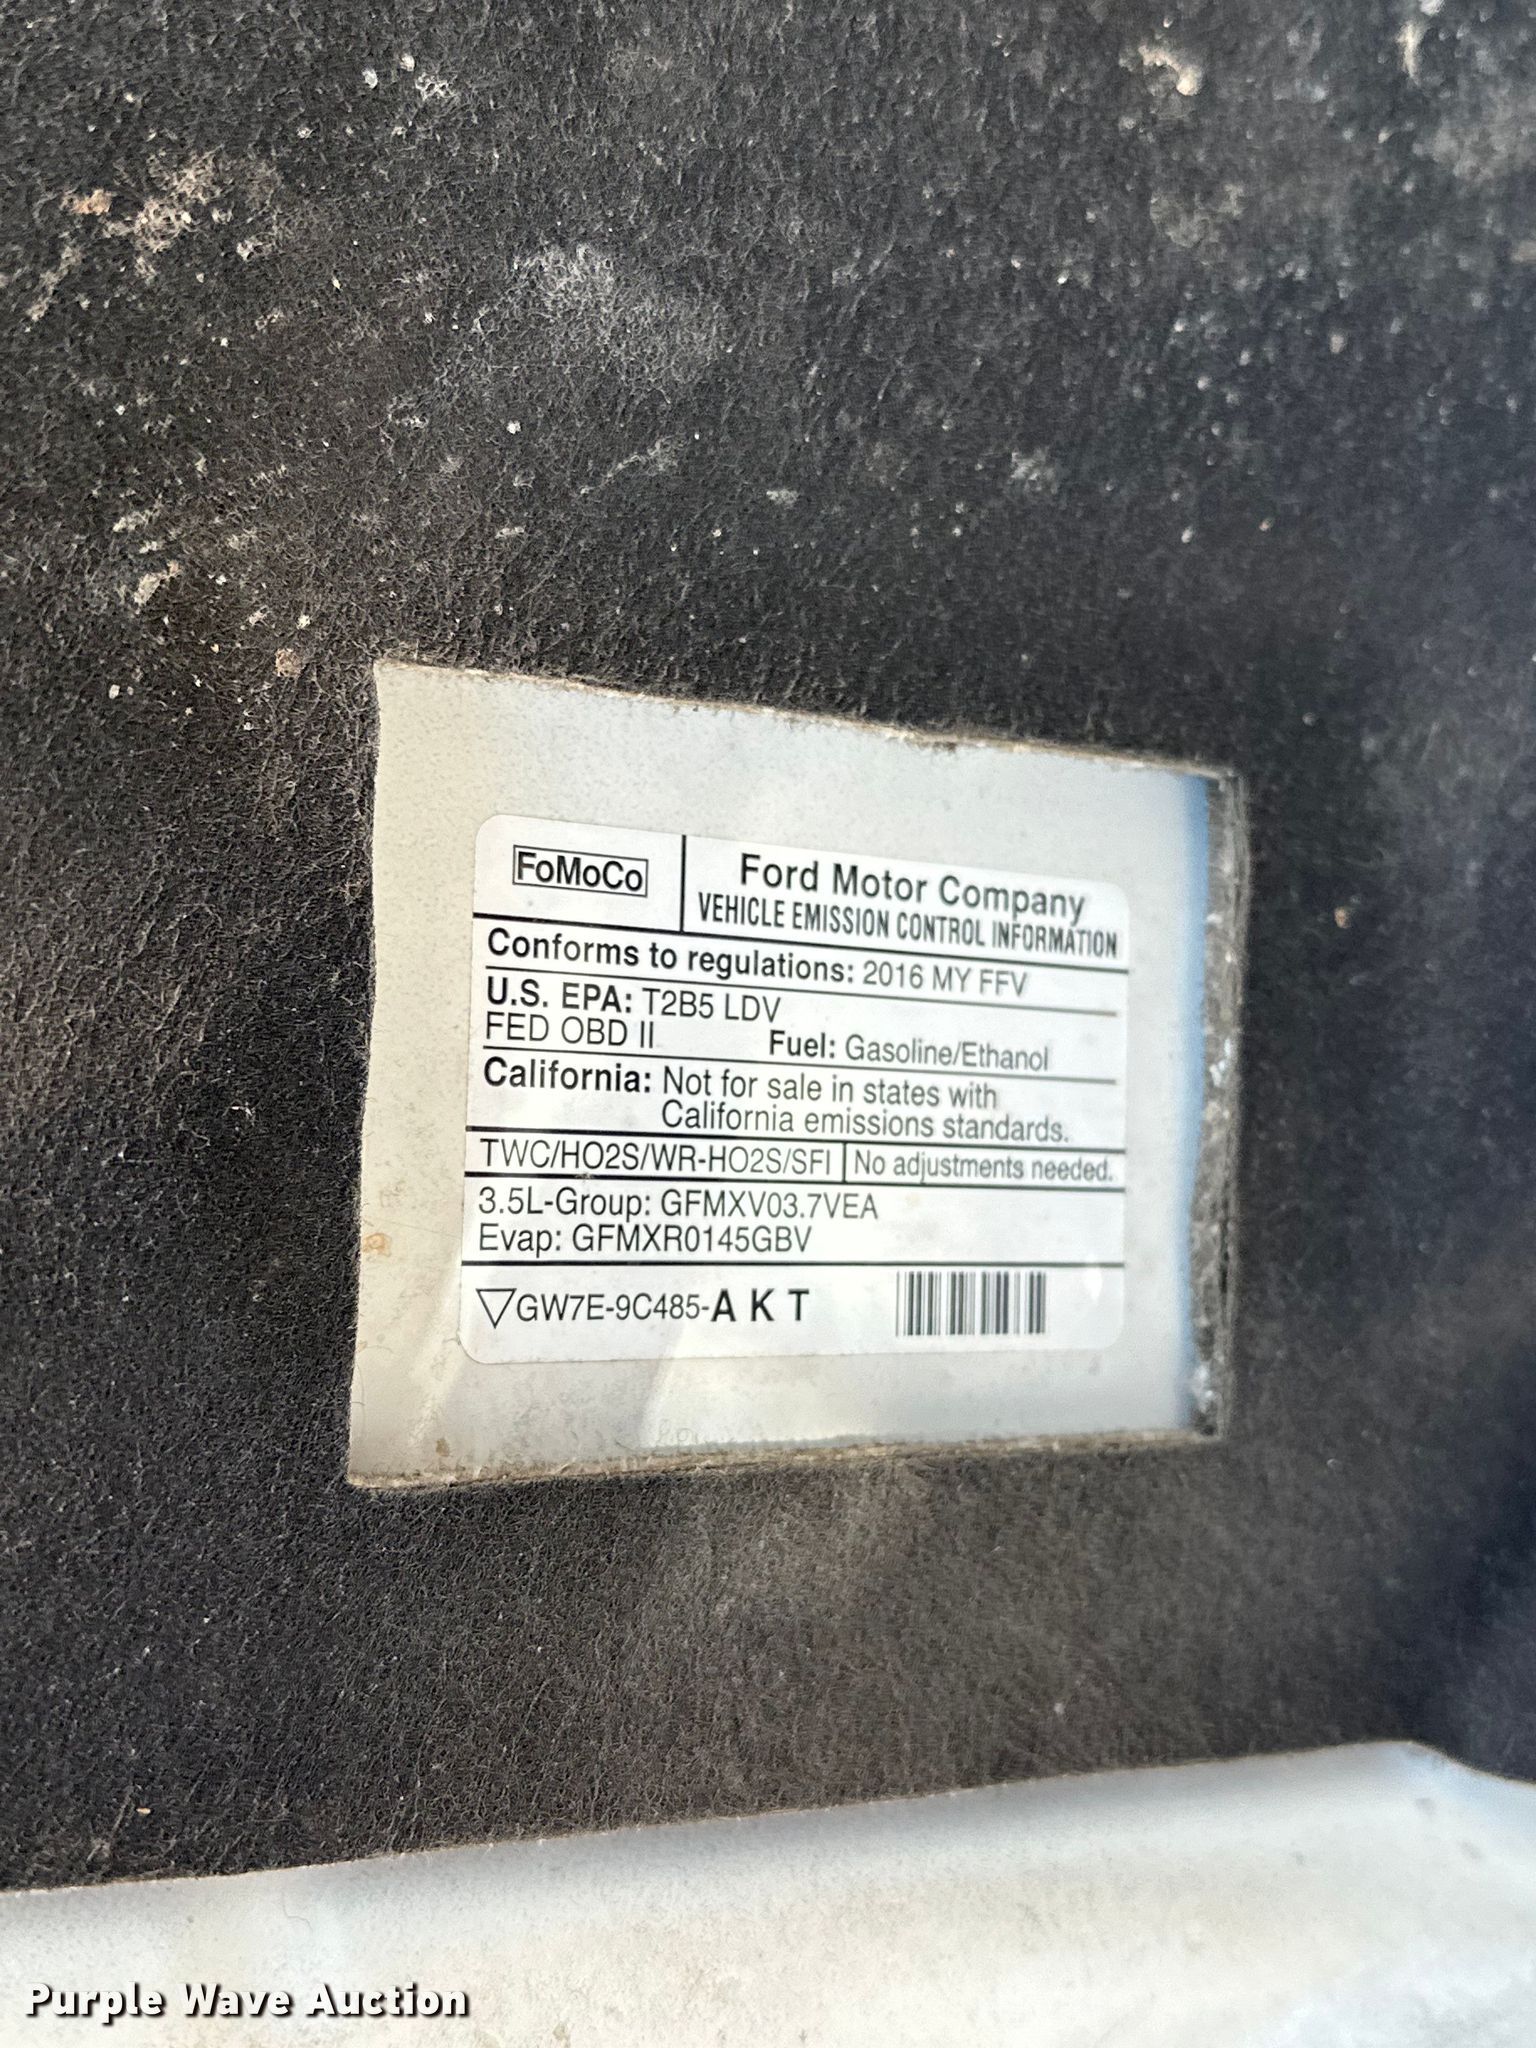 FoMoCo
Ford Motor Company
VEHICLE EMISSION CONTROL INFORMATION
Conforms to regulations: 2016 MY FFV
U.S. EPA: T2B5 LDV
FED OBD II Fuel: Gasoline/Ethanol
California: Not for sale in states with
California emissions standards.
TWC/HO2S/WR-HO2S/SFI No adjustments needed.
3.5L-Group: GFMXV03.7VEA
Evap: GFMXR0145GBV
▽GW7E-9C485-A K T
Purple Wave Auction